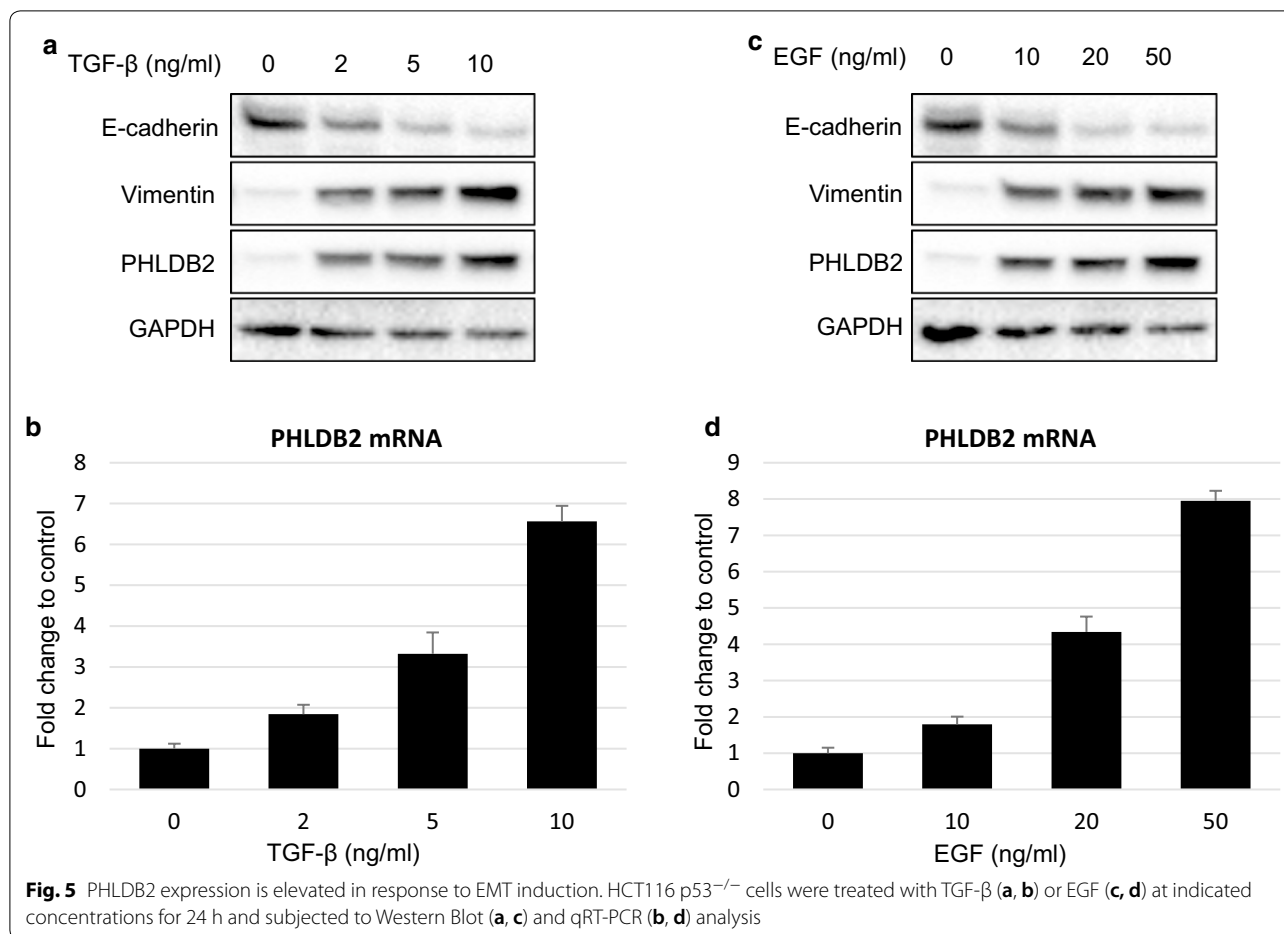 a
TGF-β (ng/ml) 0 2 5 10
E-cadherin
Vimentin
PHLDB2
GAPDH
c
EGF (ng/ml) 0 10 20 50
E-cadherin
Vimentin
PHLDB2
GAPDH
b
PHLDB2 mRNA
Fold change to control
8
7
6
5
4
3
2
1
0
0 2 5 10
TGF-β (ng/ml)
d
PHLDB2 mRNA
Fold change to control
9
8
7
6
5
4
3
2
1
0
0 10 20 50
EGF (ng/ml)
Fig. 5 PHLDB2 expression is elevated in response to EMT induction. HCT116 p53−/− cells were treated with TGF-β (a, b) or EGF (c, d) at indicated
concentrations for 24 h and subjected to Western Blot (a, c) and qRT-PCR (b, d) analysis